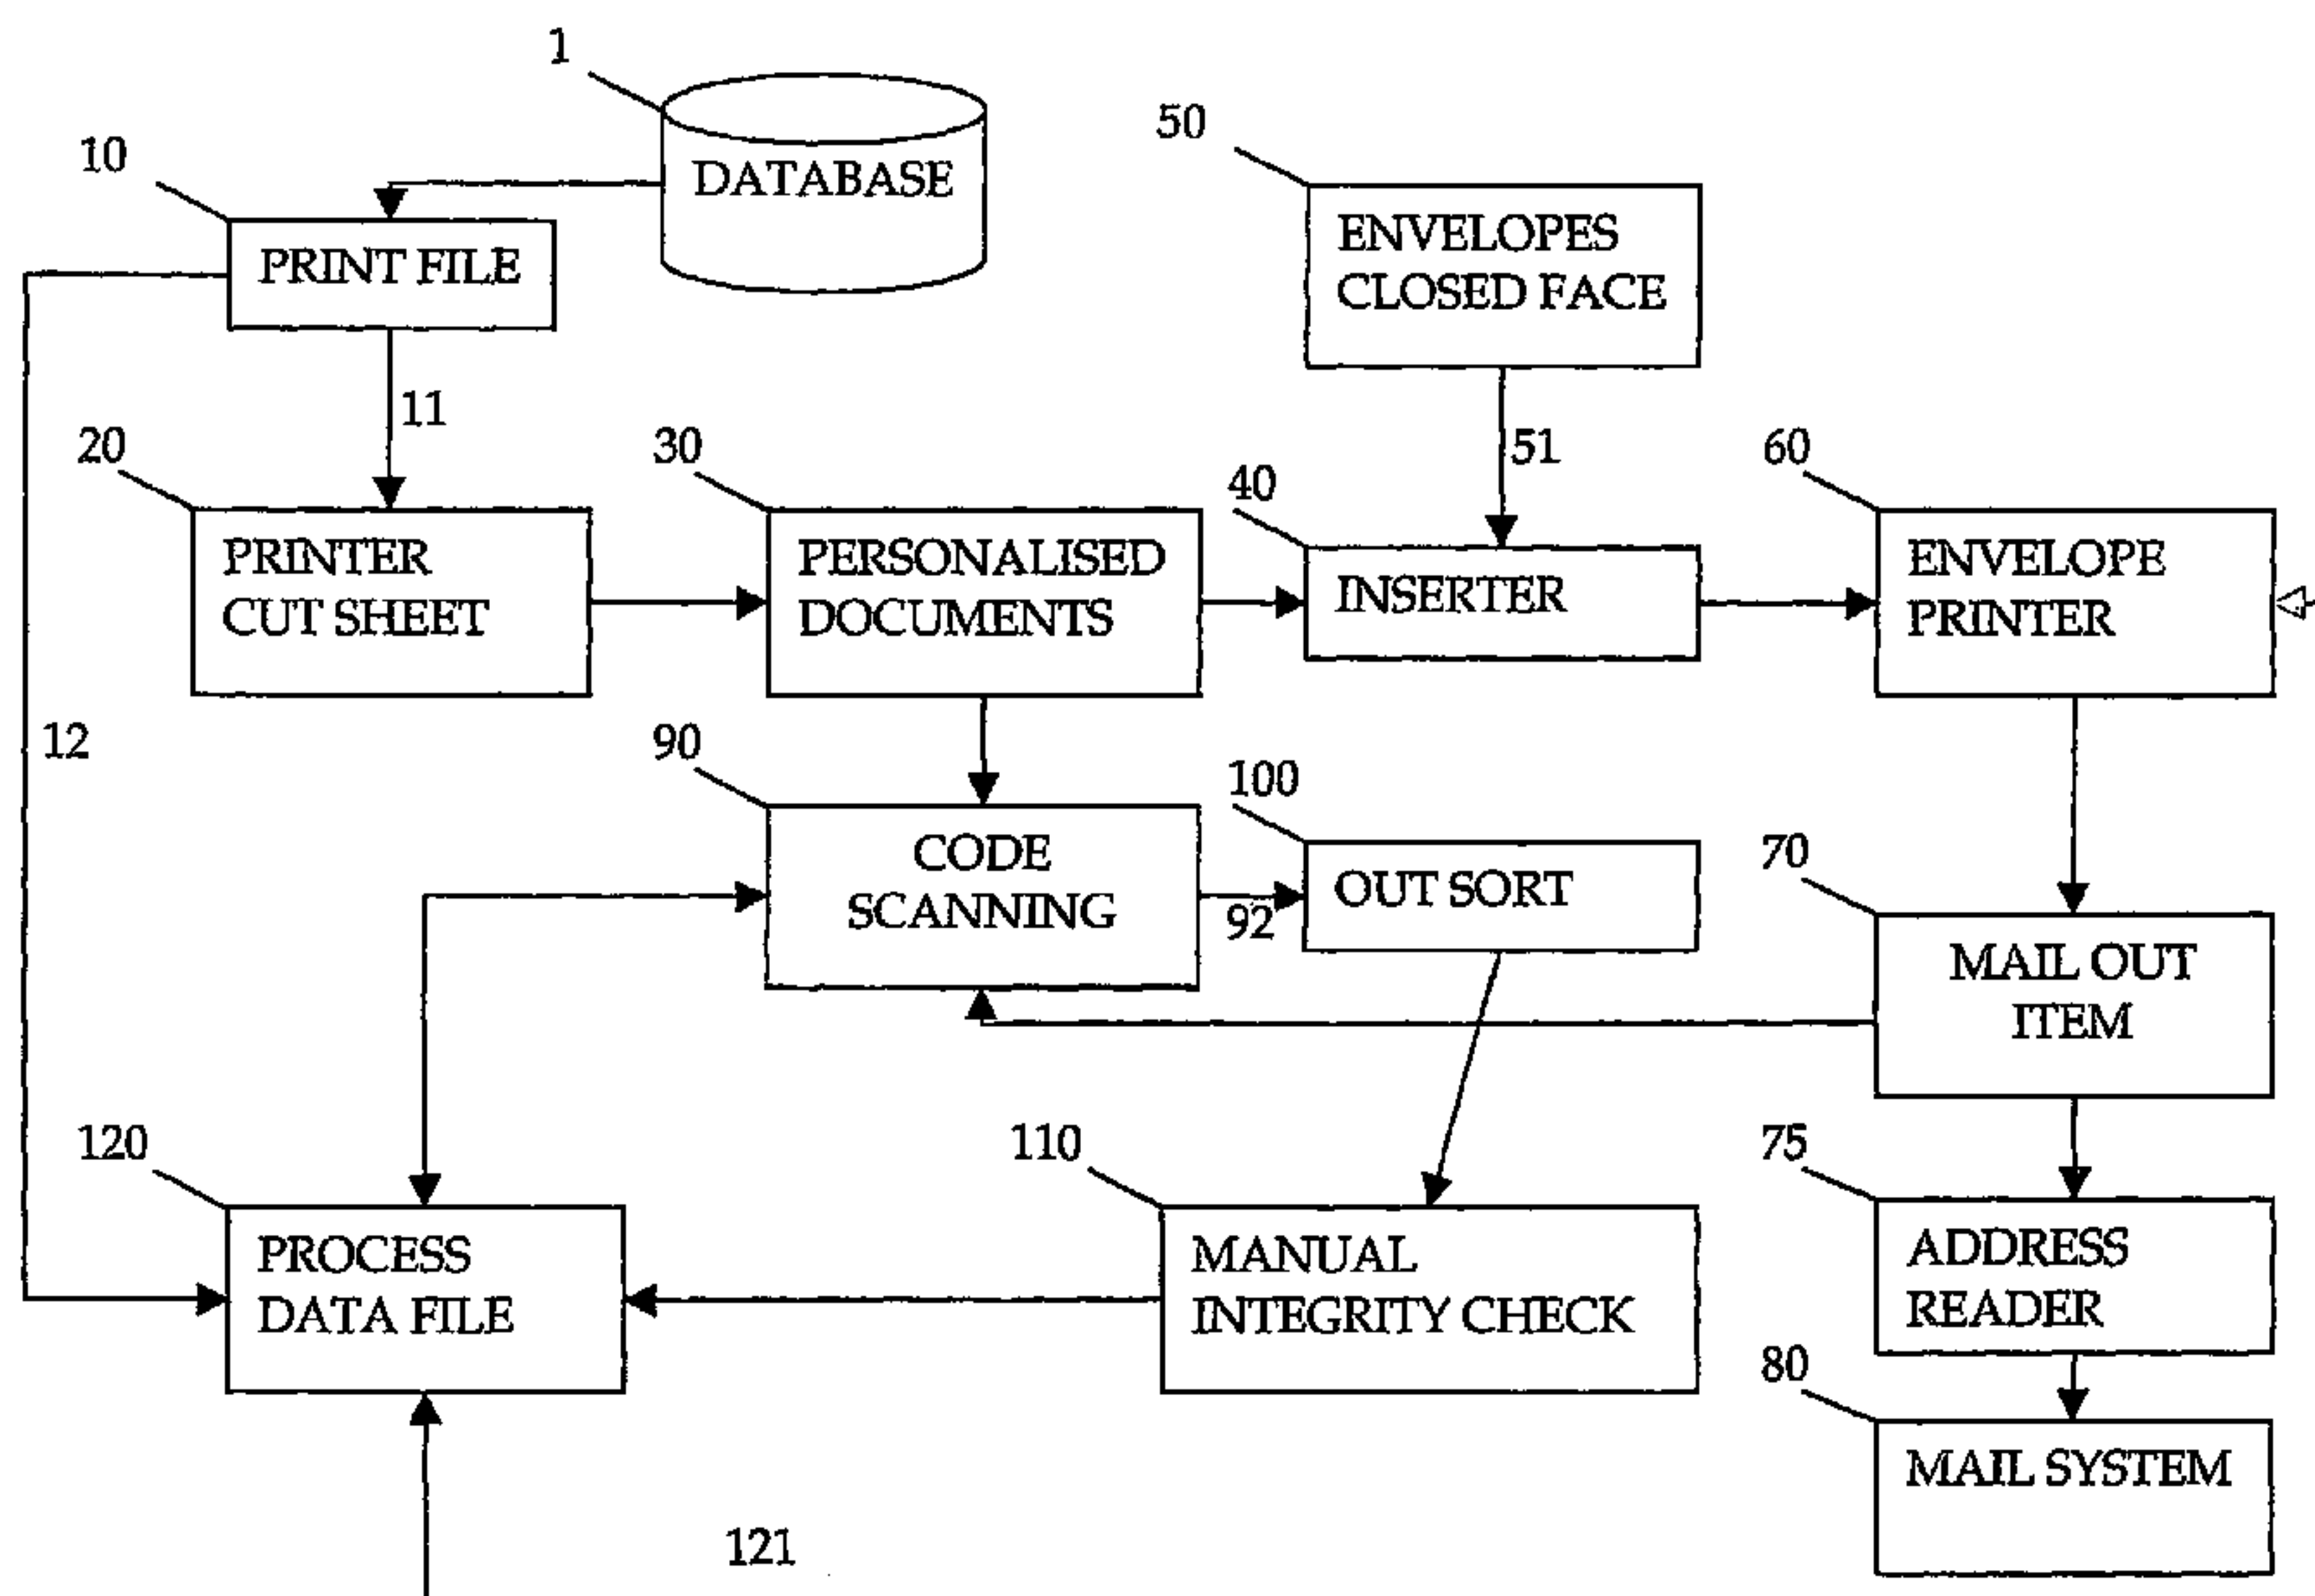 1
DATABASE
50
10
PRINT FILE
ENVELOPES
CLOSED FACE
11
51
20
30
40
60
PRINTER
CUT SHEET
PERSONALISED
DOCUMENTS
INSERTER
ENVELOPE
PRINTER
12
90
100
70
CODE
SCANNING
92
OUT SORT
MAIL OUT
ITEM
120
110
75
PROCESS
DATA FILE
MANUAL
INTEGRITY CHECK
ADDRESS
READER
80
MAIL SYSTEM
121